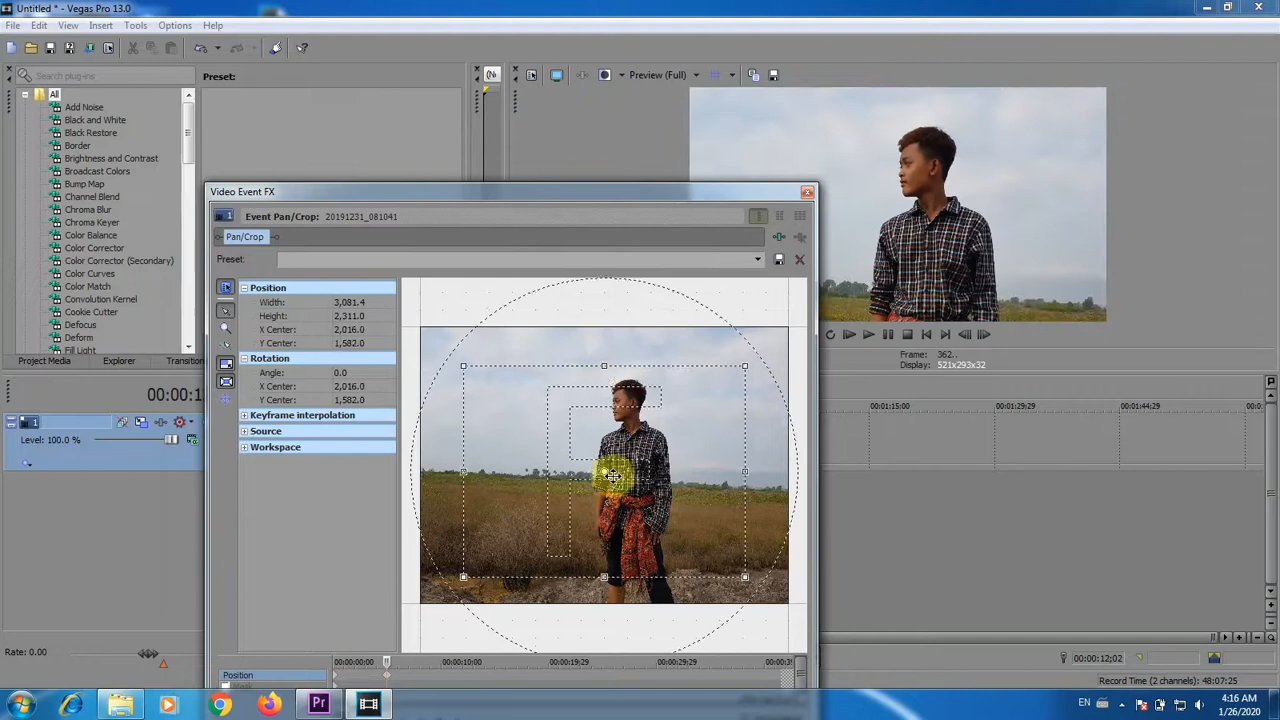 Untitled * - Vegas Pro 13.0
File Edit View Insert Tools Options Help
Search plug-ins
Preset:
Preview (Full)
All
Add Noise
Black and White
Black Restore
Border
Brightness and Contrast
Broadcast Colors
Bump Map
Channel Blend
Chroma Blur
Chroma Keyer
Color Balance
Color Corrector
Color Corrector (Secondary)
Color Curves
Color Match
Convolution Kernel
Cookie Cutter
Defocus
Deform
Fill Light
Project Media Explorer Transition
Video Event FX
Event Pan/Crop: 20191231_081041
Pan/Crop
Preset:
Position
Width: 3,081.4
Height: 2,311.0
X Center: 2,016.0
Y Center: 1,582.0
Rotation
Angle: 0.0
X Center: 2,016.0
Y Center: 1,582.0
Keyframe interpolation
Source
Workspace
00:00:00;00 00:00:10;00 00:00:19;29 00:00:29;29
Position
Frame: 362..
Display: 521x293x32
Level: 100.0 %
00:01:15;00 00:01:29;29 00:01:44;29
Rate: 0.00
00:00:12;02
Record Time (2 channels): 48:07:25
EN
4:16 AM
1/26/2020